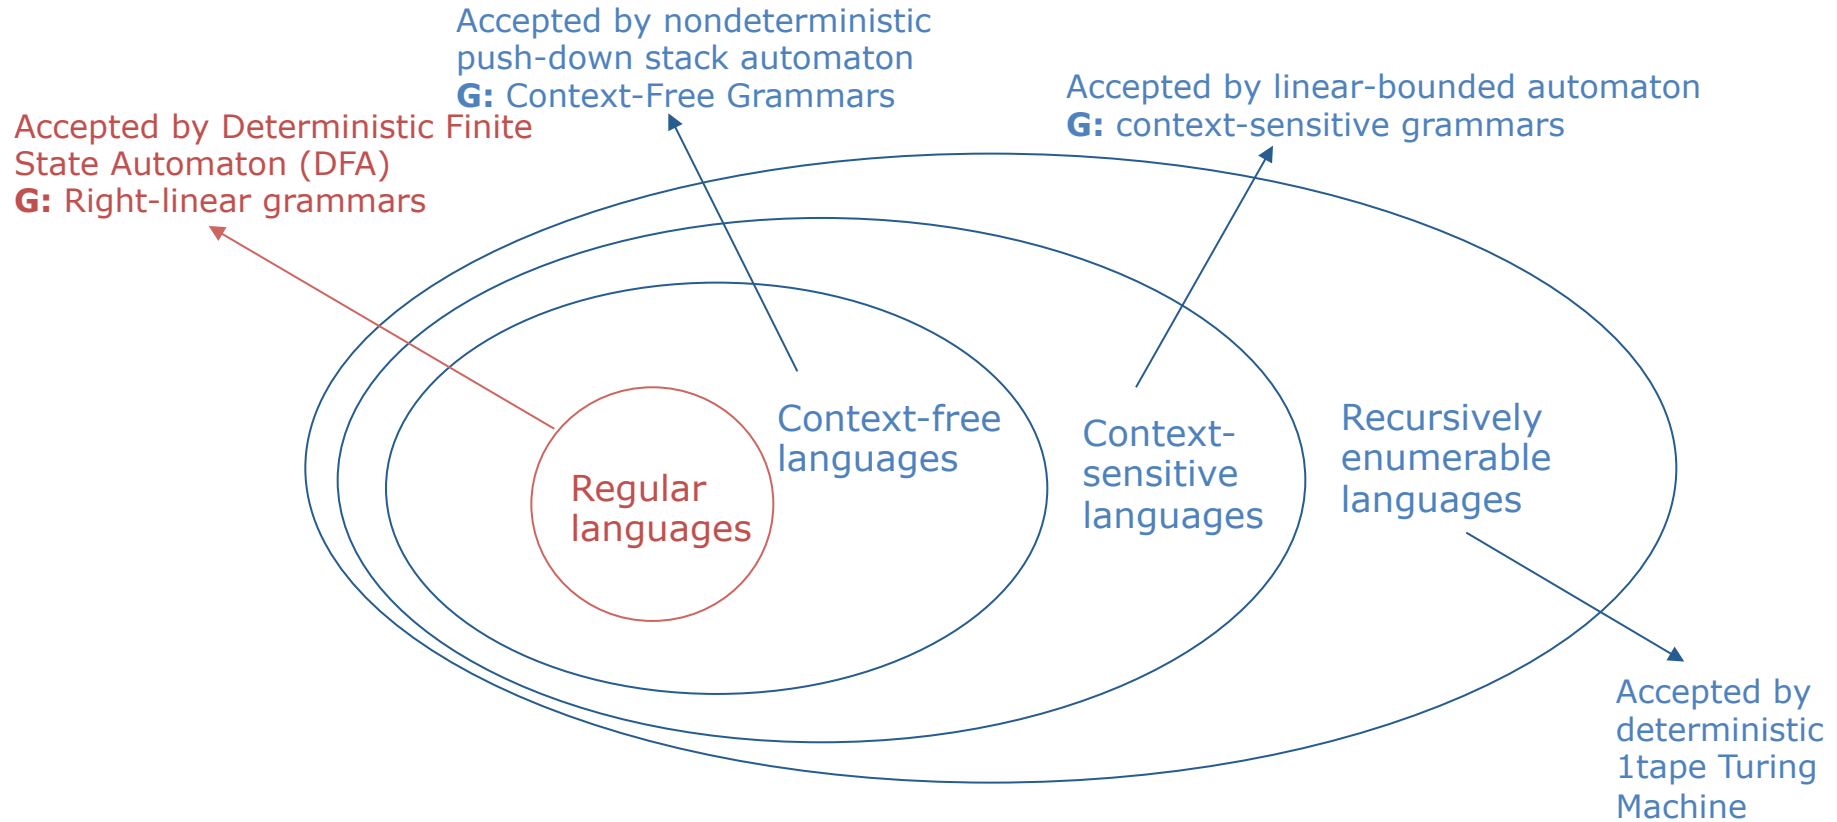 Accepted by nondeterministic
push-down stack automaton
G: Context-Free Grammars
Accepted by linear-bounded automaton
G: context-sensitive grammars
Accepted by Deterministic Finite
State Automaton (DFA)
G: Right-linear grammars
Regular
languages
Context-free
languages
Context-
sensitive
languages
Recursively
enumerable
languages
Accepted by
deterministic
1tape Turing
Machine